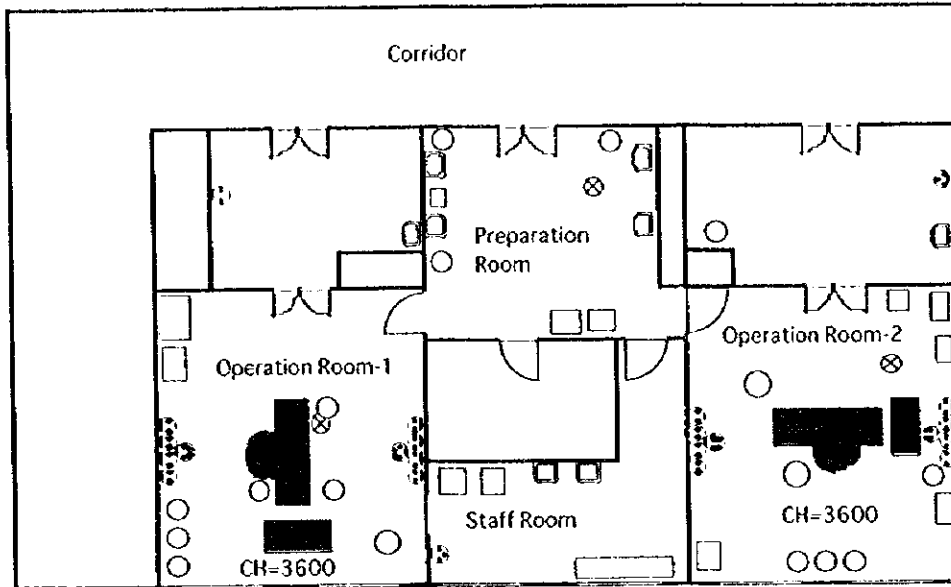 Corridor
Preparation
Room
Operation Room-1
Operation Room-2
Staff Room
CH=3600
CH=3600